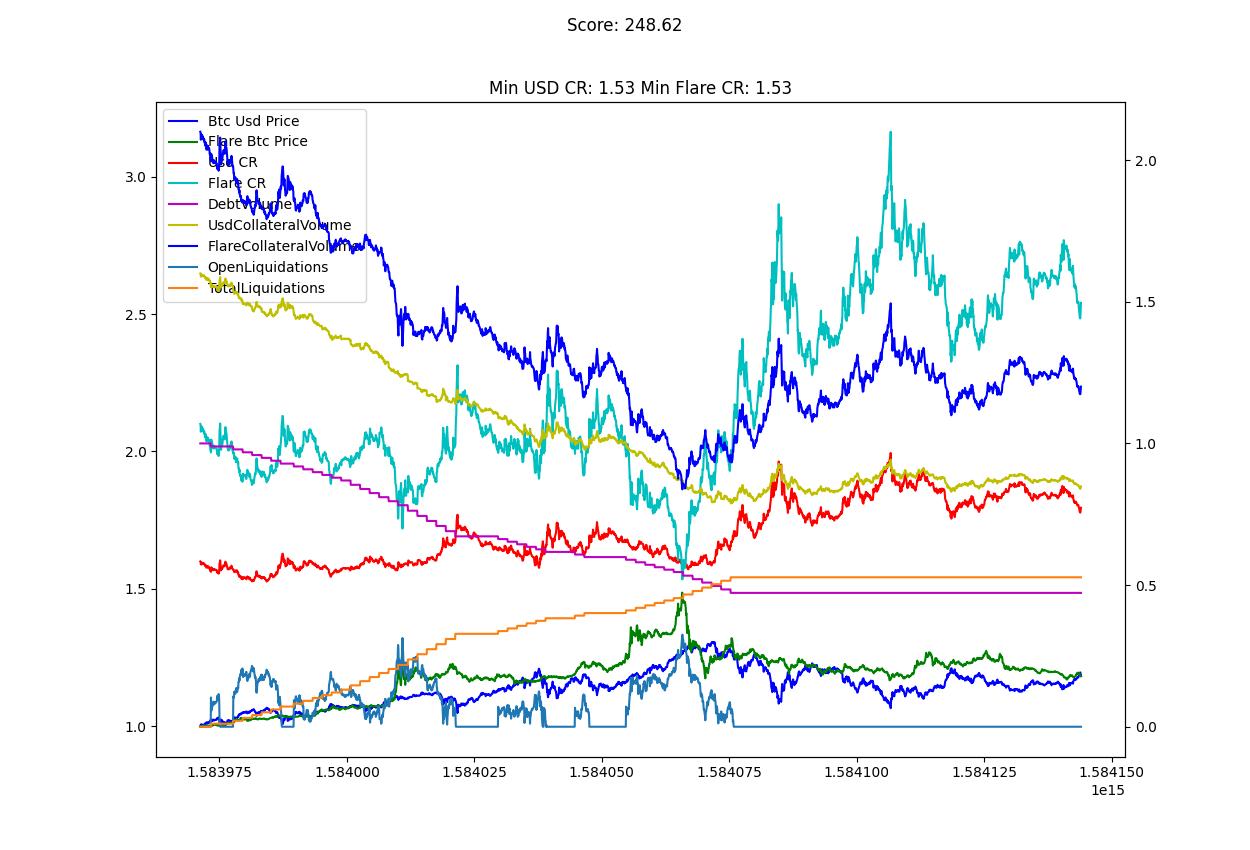 Score: 248.62
Min USD CR: 1.53 Min Flare CR: 1.53
Btc Usd Price
Flare Btc Price
Usd CR
Flare CR
DebtVolume
UsdCollateralVolume
FlareCollateralVolume
OpenLiquidations
TotalLiquidations
3.0
2.5
2.0
1.5
1.0
2.0
1.5
1.0
0.5
0.0
1.583975 1.584000 1.584025 1.584050 1.584075 1.584100 1.584125 1.584150
1e15